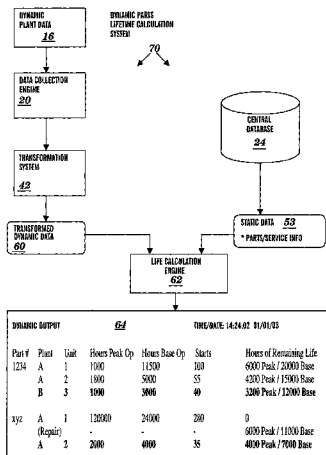 DYNAMIC
PLANT DATA
16
DYNAMIC PARTS
LIFETIME CALCULATION
SYSTEM
70
DATA COLLECTION
ENGINE
20
CENTRAL
DATABASE
24
TRANSFORMATION
SYSTEM
42
TRANSFORMED
DYNAMIC DATA
60
STATIC DATA 53
* PARTS/SERVICE INFO
LIFE CALCULATION
ENGINE
62
DYNAMIC OUTPUT 64 TIME/DATE: 14:24:02 01/01/03
Part # Plant Unit Hours Peak Op Hours Base Op Starts Hours of Remaining Life
1234 A 1 1000 11500 100 6000 Peak / 20000 Base
A 2 1800 5000 55 4200 Peak / 15000 Base
B 3 1000 3000 40 3200 Peak / 12000 Base
xyz A 1 120000 24000 280 0
(Repair) - - - 6000 Peak / 11000 Base
A 2 2000 4000 35 4000 Peak / 7000 Base